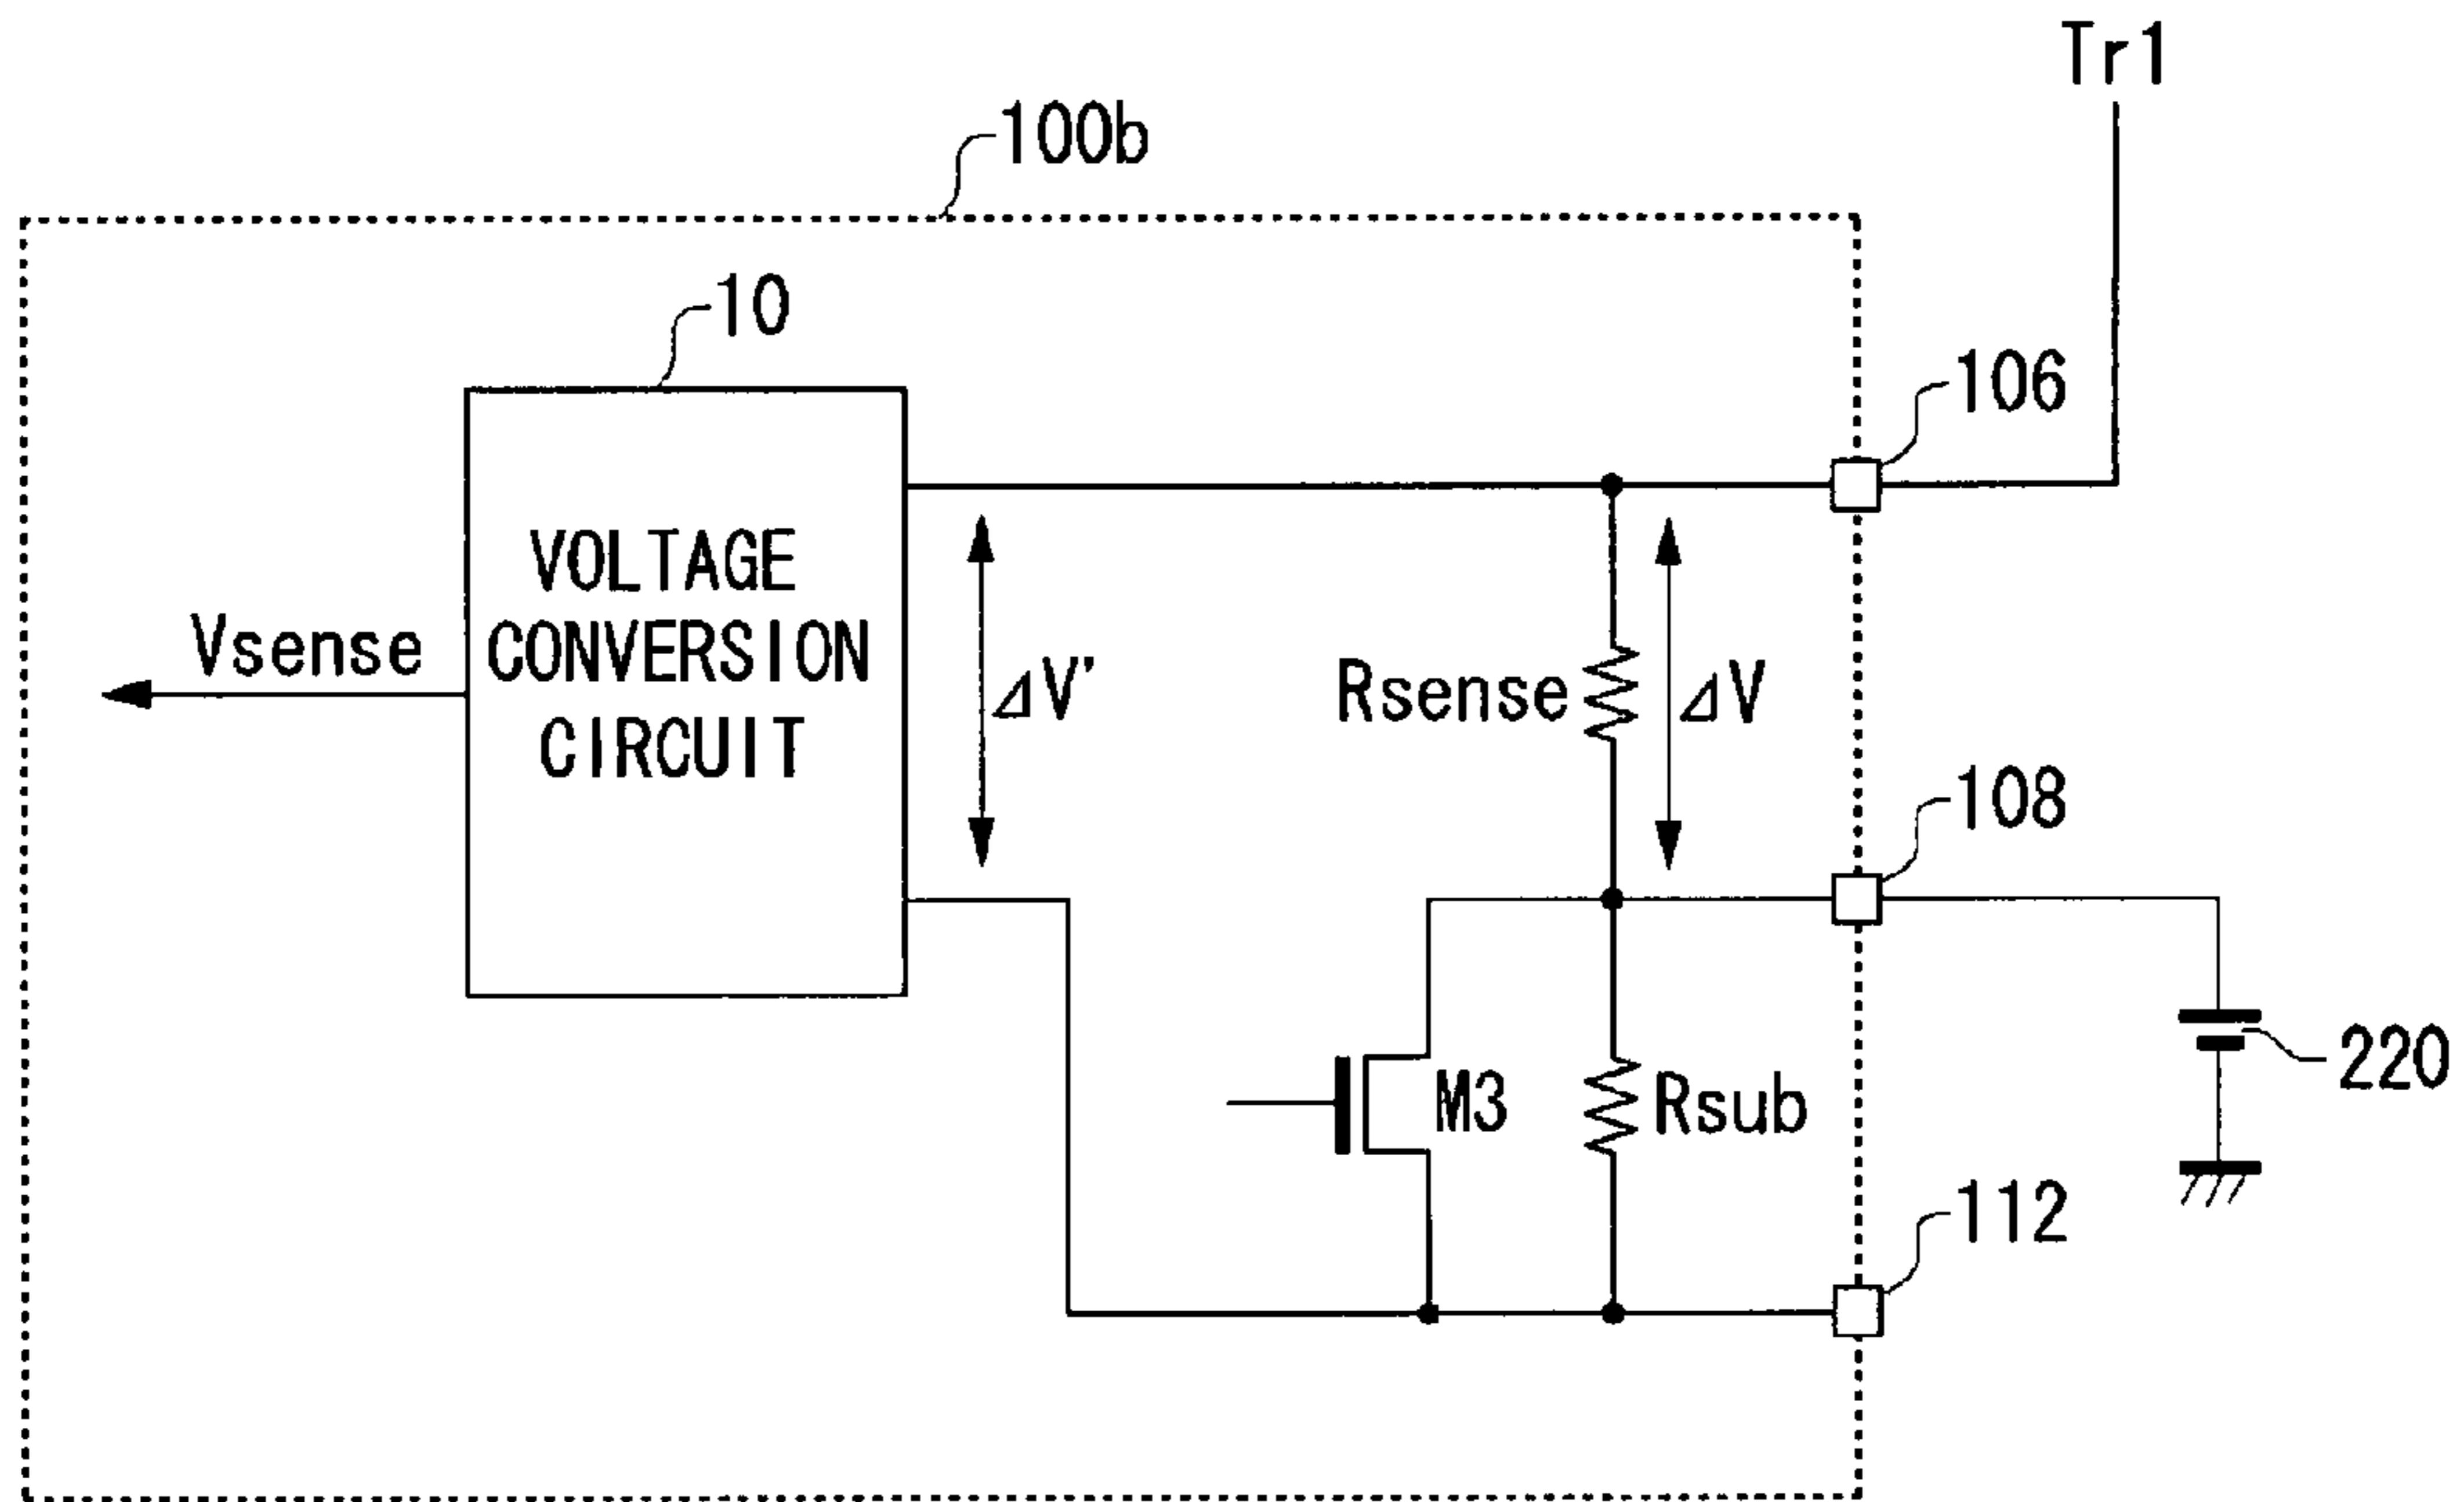 Tr1
100b
10
106
VOLTAGE
CONVERSION
CIRCUIT
Vsense
ΔV'
Rsense
ΔV
108
M3
Rsub
220
112